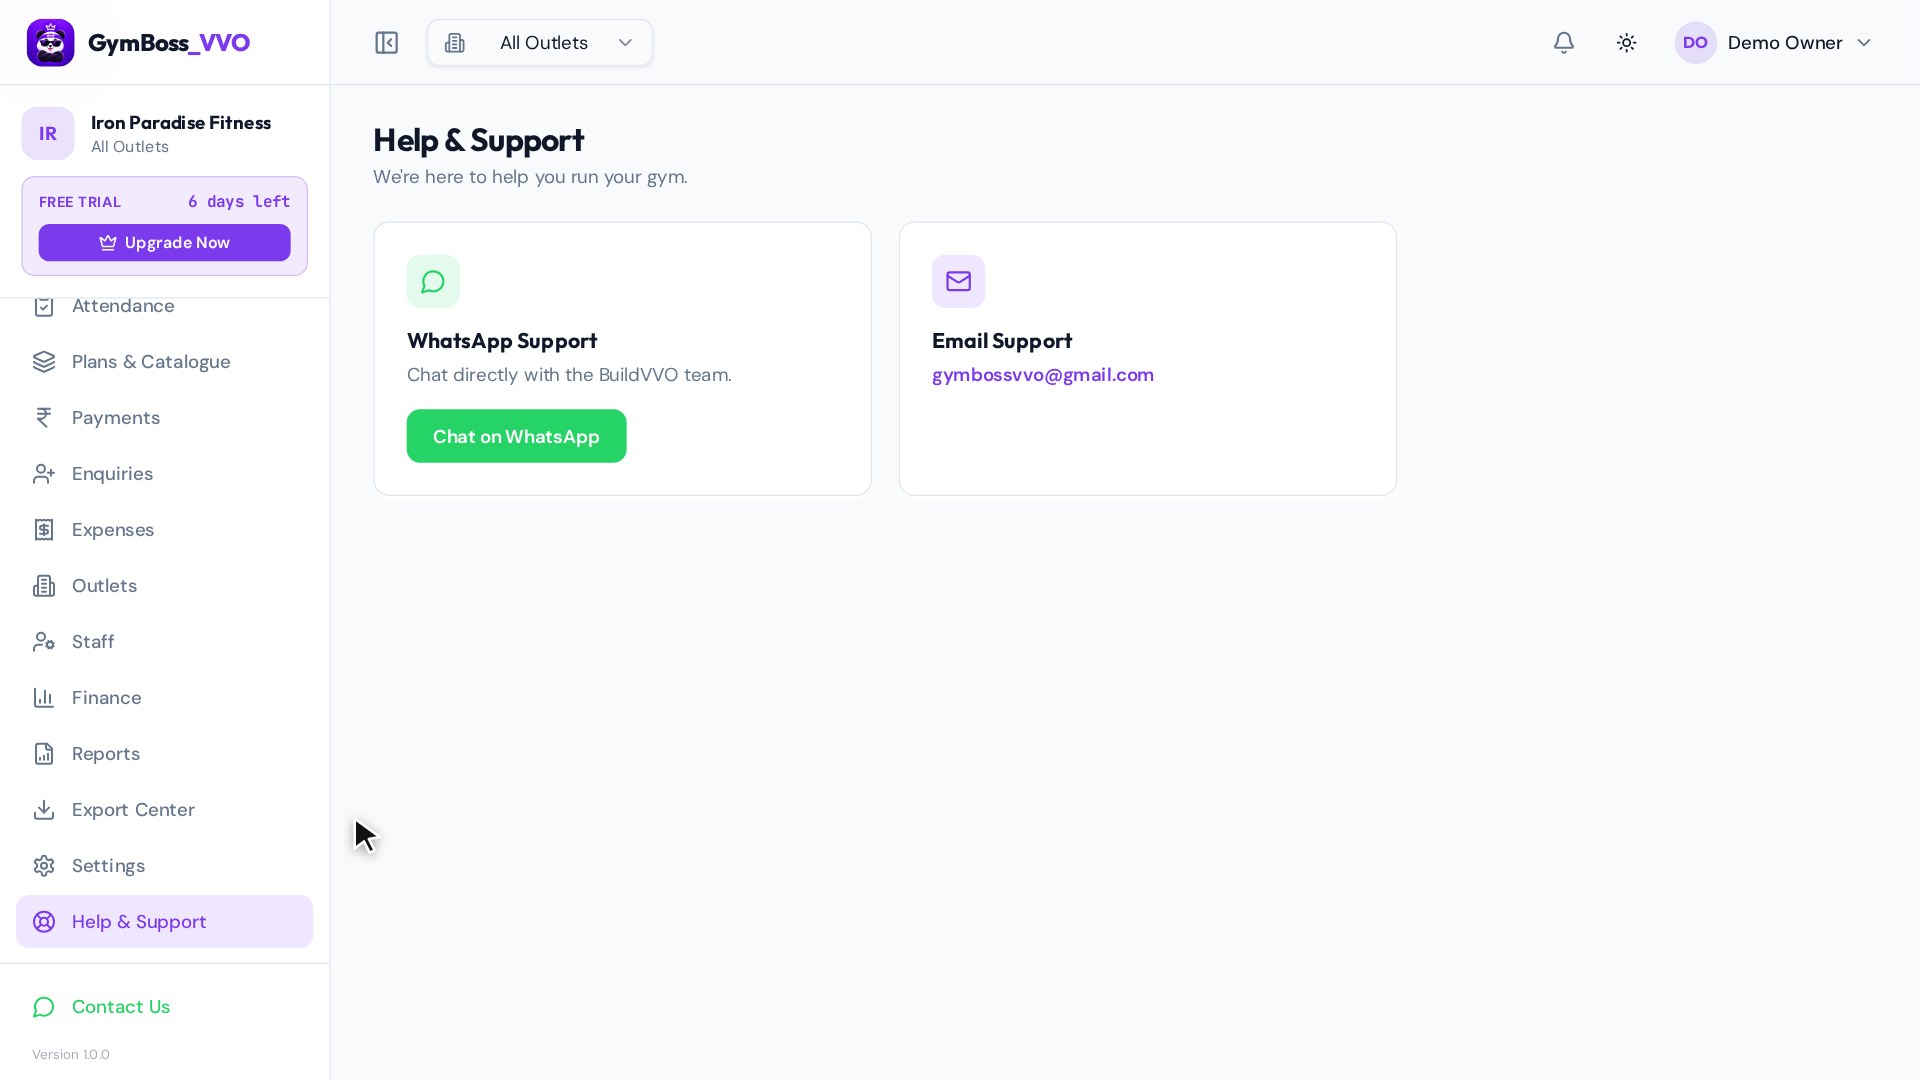 GymBoss_VVO
All Outlets
DO
Demo Owner
IR
Iron Paradise Fitness
All Outlets
FREE TRIAL
6 days left
Upgrade Now
Attendance
Plans & Catalogue
Payments
Enquiries
Expenses
Outlets
Staff
Finance
Reports
Export Center
Settings
Help & Support
Contact Us
Version 1.0.0
Help & Support
We're here to help you run your gym.
WhatsApp Support
Chat directly with the BuildVVO team.
Chat on WhatsApp
Email Support
gymbossvvo@gmail.com